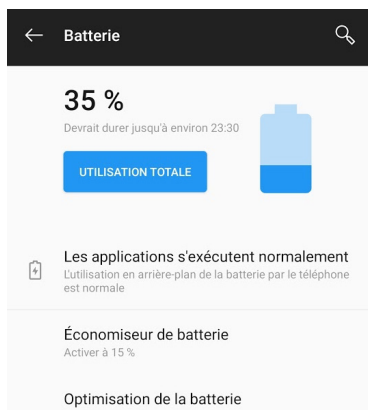 Batterie
35 %
Devrait durer jusqu'à environ 23:30
UTILISATION TOTALE
Les applications s'exécutent normalement
L'utilisation en arrière-plan de la batterie par le téléphone
est normale
Économiseur de batterie
Activer à 15 %
Optimisation de la batterie